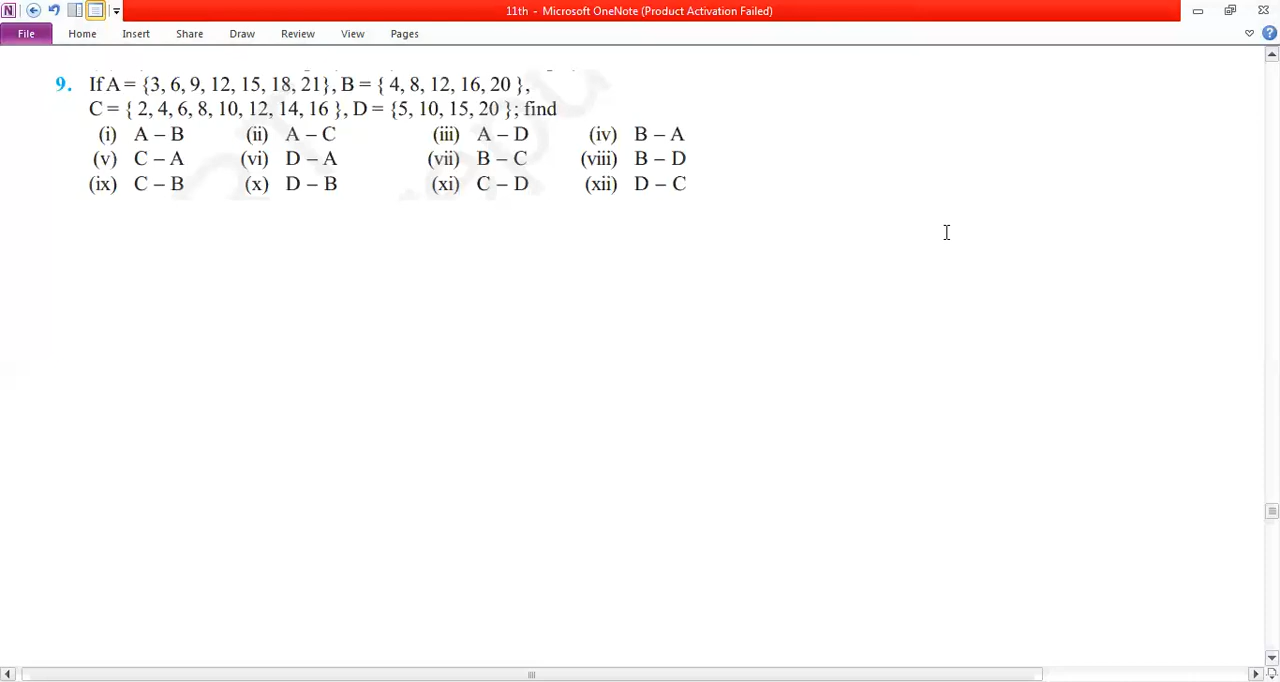 11th - Microsoft OneNote (Product Activation Failed)
File Home Insert Share Draw Review View Pages
9. If A = {3, 6, 9, 12, 15, 18, 21}, B = { 4, 8, 12, 16, 20 },
C = { 2, 4, 6, 8, 10, 12, 14, 16 }, D = {5, 10, 15, 20 }; find
(i) A – B (ii) A – C (iii) A – D (iv) B – A
(v) C – A (vi) D – A (vii) B – C (viii) B – D
(ix) C – B (x) D – B (xi) C – D (xii) D – C